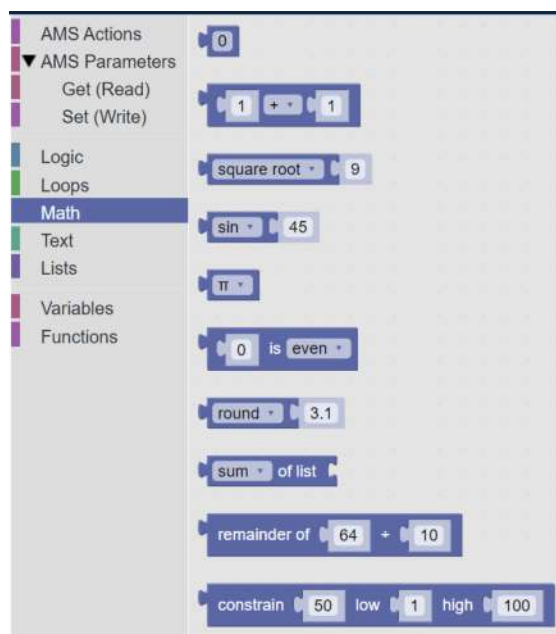 AMS Actions
AMS Parameters
Get (Read)
Set (Write)
Logic
Loops
Math
Text
Lists
Variables
Functions
0
1 + 1
square root 9
sin 45
π
0 is even
round 3.1
sum of list
remainder of 64 ÷ 10
constrain 50 low 1 high 100